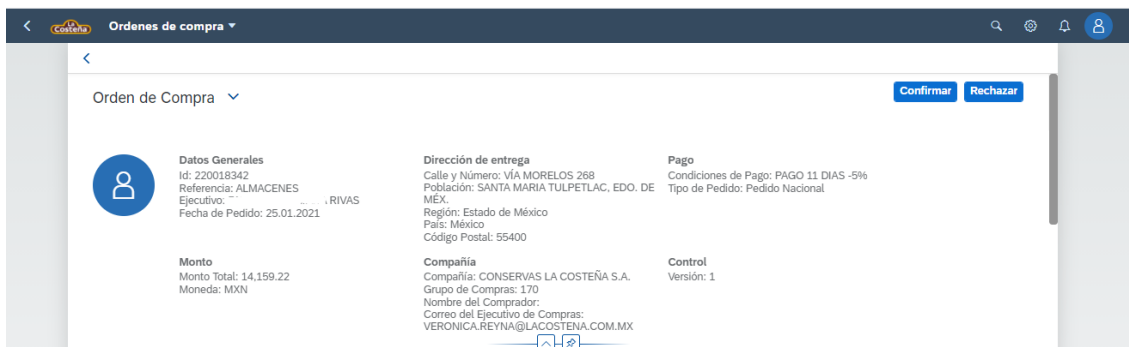 La Costeña
Ordenes de compra
Orden de Compra
Confirmar
Rechazar
Datos Generales
Id: 220018342
Referencia: ALMACENES
Ejecutivo: RIVAS
Fecha de Pedido: 25.01.2021
Dirección de entrega
Calle y Número: VÍA MORELOS 268
Población: SANTA MARIA TULPETLAC, EDO. DE
MÉX.
Región: Estado de México
País: México
Código Postal: 55400
Pago
Condiciones de Pago: PAGO 11 DIAS -5%
Tipo de Pedido: Pedido Nacional
Monto
Monto Total: 14,159.22
Moneda: MXN
Compañía
Compañía: CONSERVAS LA COSTEÑA S.A.
Grupo de Compras: 170
Nombre del Comprador:
Correo del Ejecutivo de Compras:
VERONICA.REYNA@LACOSTENA.COM.MX
Control
Versión: 1